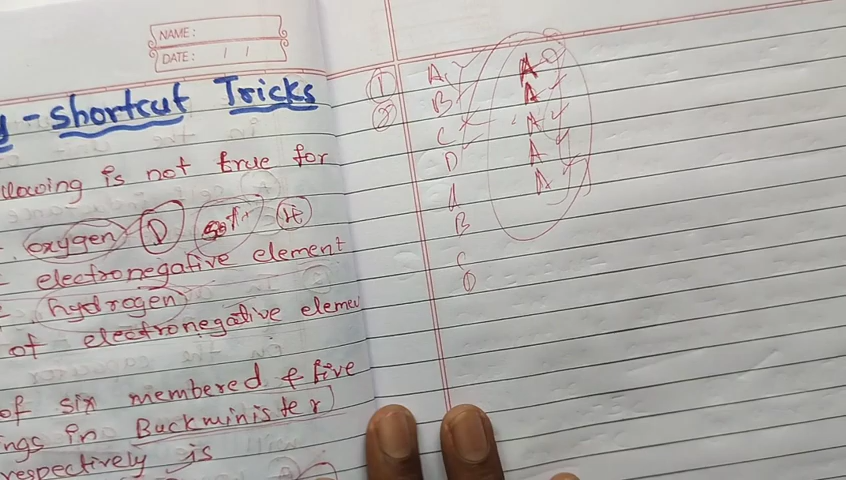 NAME:
DATE: / /
- shortcut Tricks
llowing is not true for
oxygen D H
electronegative element
hydrogen
of electronegative eleme
of six membered & five
ngs in Buckminister
respectively is
1
2
A
B
C
D
A
B
C
D
A
A
A
A
A